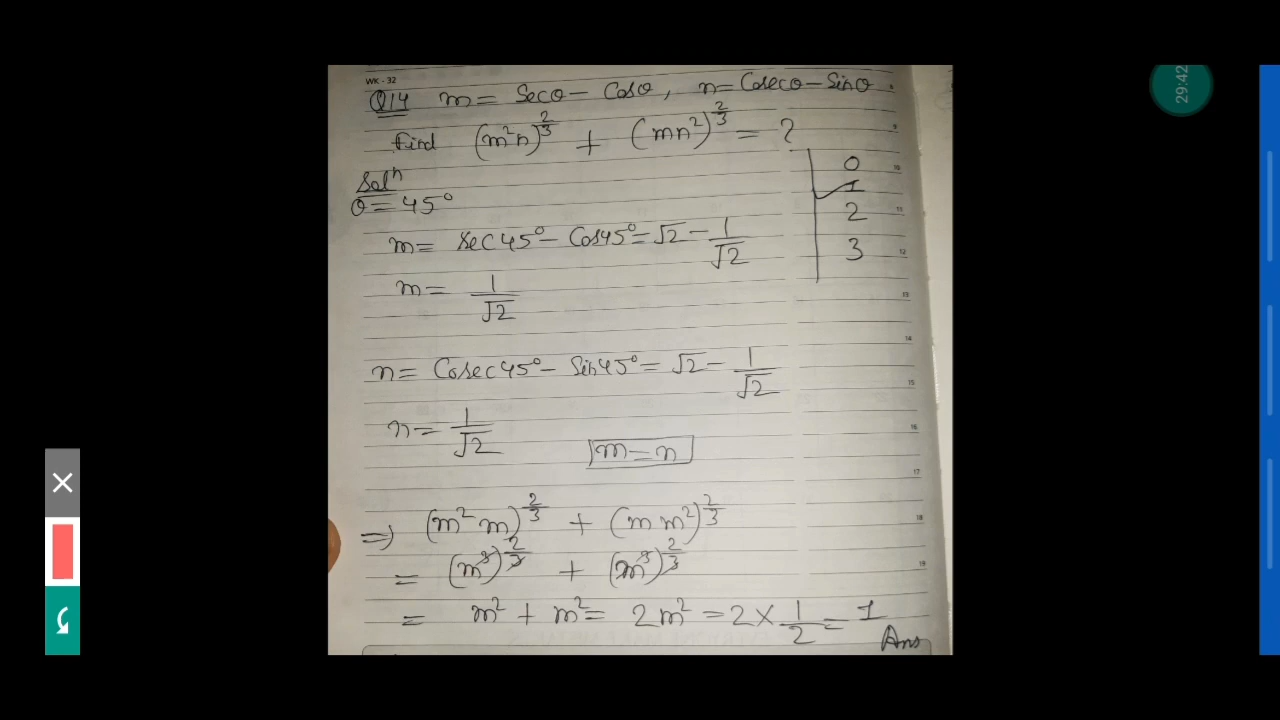 29:42
WK - 32
Q14 m = Secθ - Cosθ, n = Cosecθ - Sinθ
find (m²n)^(2/3) + (mn²)^(2/3) = ?
Solⁿ
θ = 45°
0
1
2
3
m = sec45° - Cos45° = √2 - 1/√2
m = 1/√2
n = Cosec45° - Sin45° = √2 - 1/√2
n = 1/√2
m = n
⇒ (m² m)^(2/3) + (m m²)^(2/3)
= (m³)^(2/3) + (m³)^(2/3)
= m² + m² = 2m² = 2 × 1/2 = 1
Ans